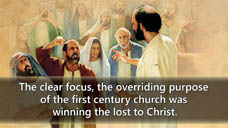 The clear focus, the overriding purpose
of the first century church was
winning the lost to Christ.